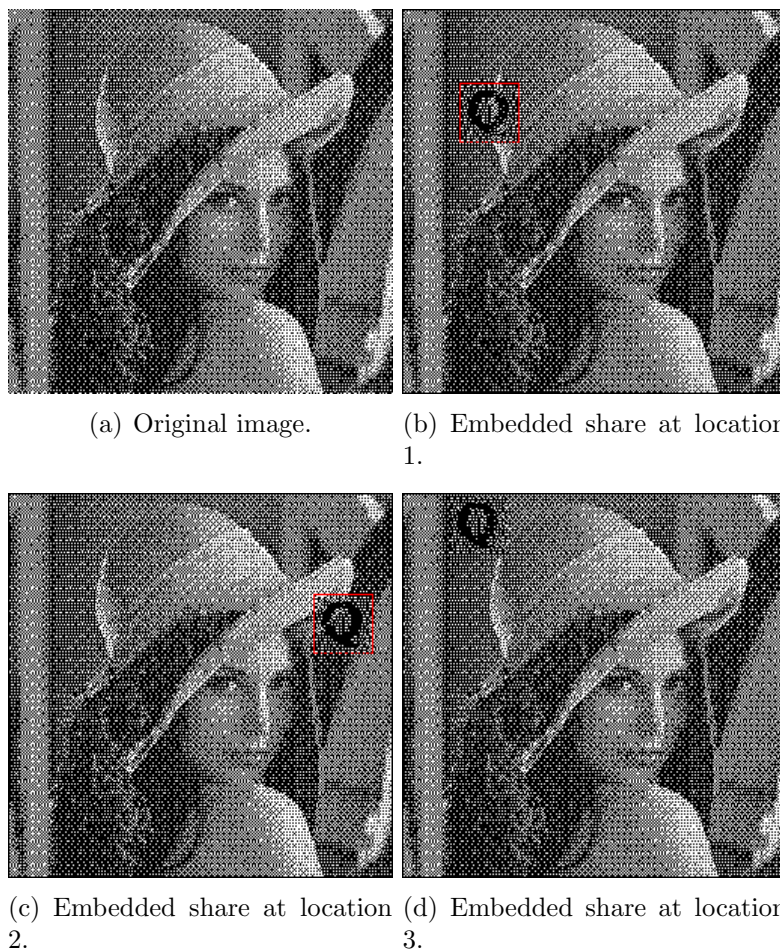 (a) Original image.
(b) Embedded share at location
1.
(c) Embedded share at location
2.
(d) Embedded share at location
3.